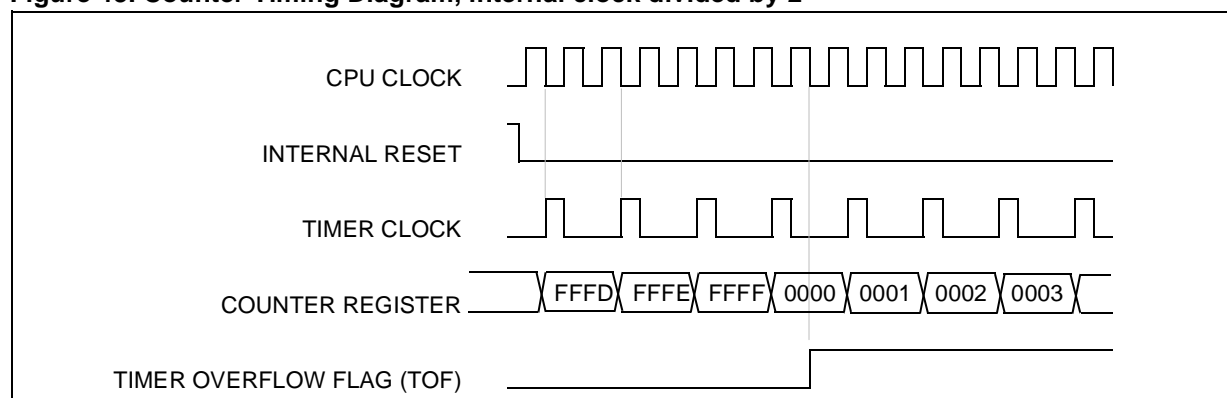 Figure 43. Counter Timing Diagram, internal clock divided by 2
CPU CLOCK
INTERNAL RESET
TIMER CLOCK
COUNTER REGISTER FFFD FFFE FFFF 0000 0001 0002 0003
TIMER OVERFLOW FLAG (TOF)